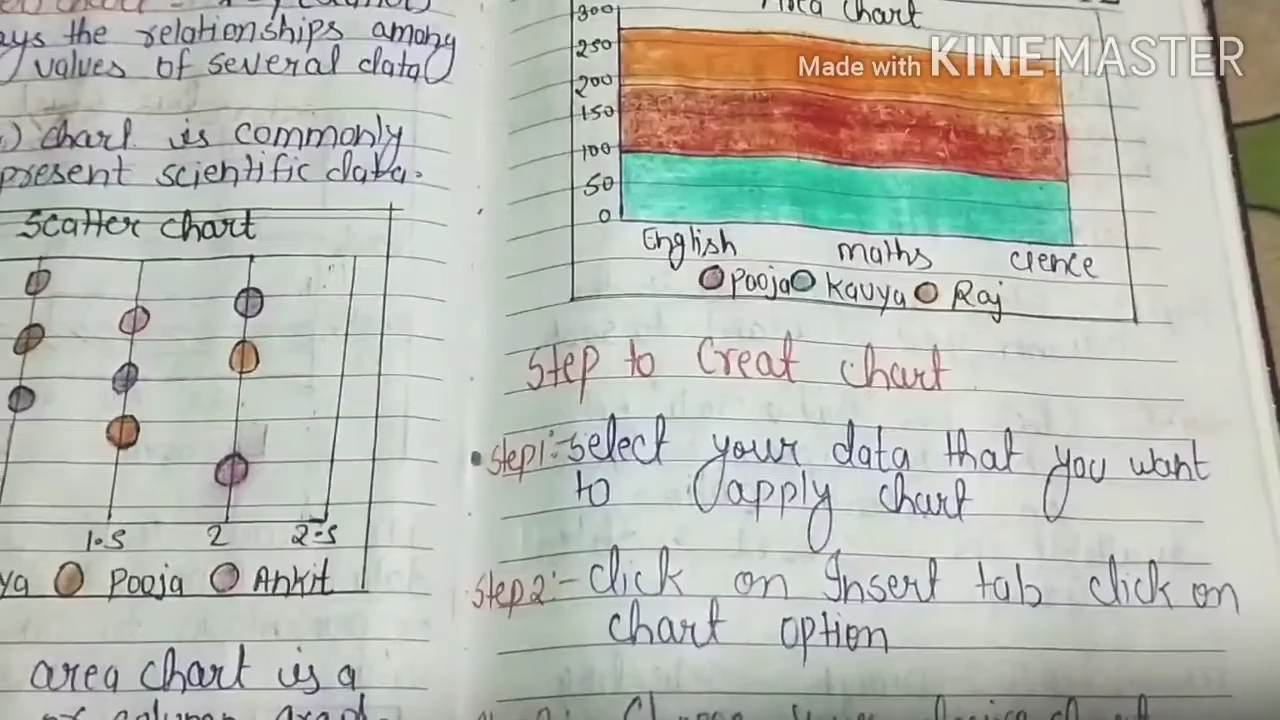 ays the relationships among
values of several data
chart is commonly
present scientific data.
Scatter chart
1.5 2 2.5
ya Pooja Ankit
area chart is a
Area chart
300
250
200
150
100
50
0
English maths cience
Pooja Kavya Raj
Step to Creat chart
Step1:- select your data that you want
to apply chart
Step2:- Click on Insert tab click on
chart option
Made with KINEMASTER